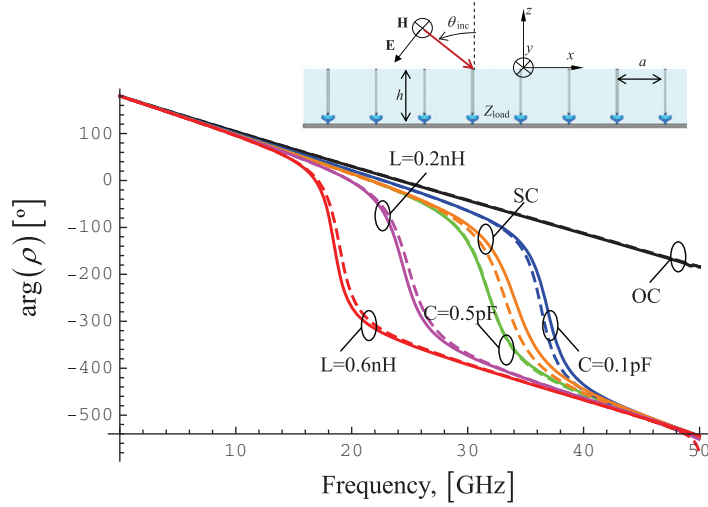 z
H
θinc
E
y
x
a
h
Zload
100
0
-100
-200
-300
-400
-500
arg(ρ) [º]
L=0.2nH
SC
OC
C=0.5pF
L=0.6nH
C=0.1pF
10
20
30
40
50
Frequency, [GHz]